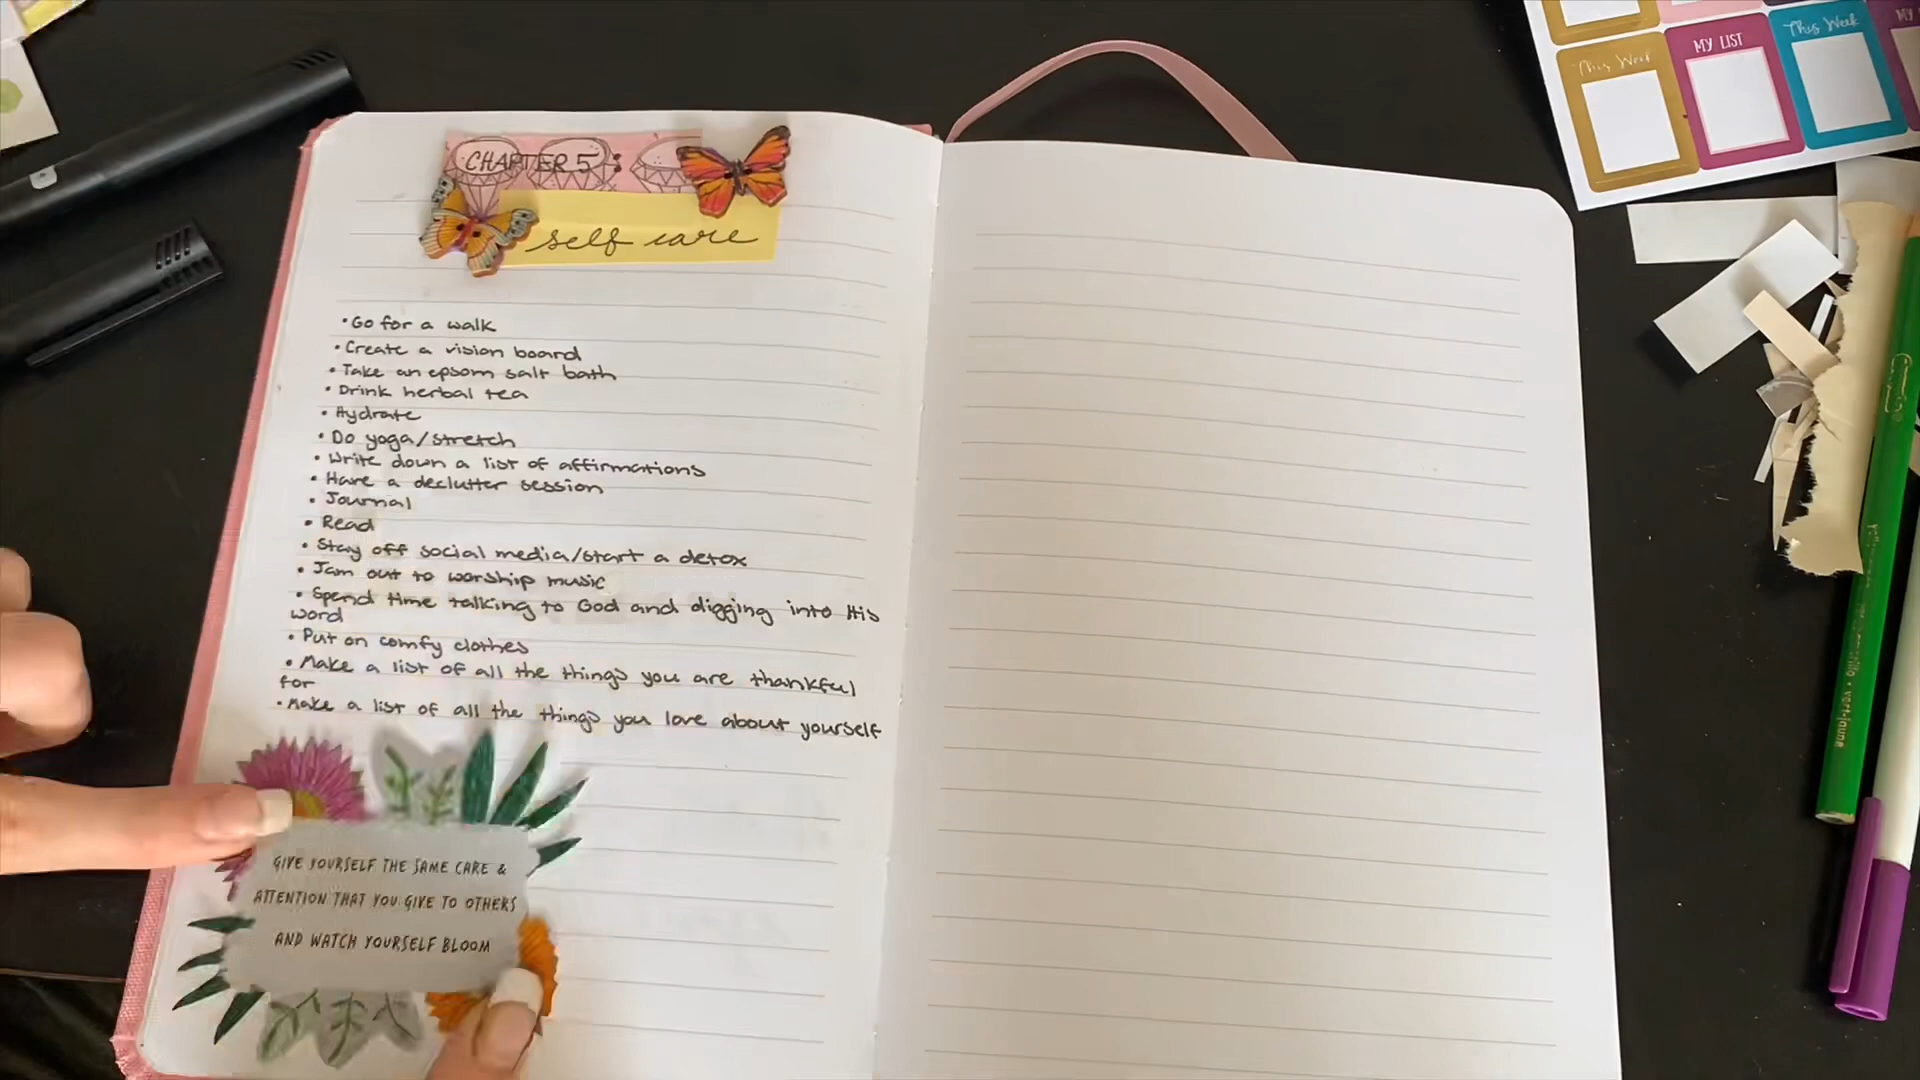 CHAPTER 5:
self care
• Go for a walk
• Create a vision board
• Take an epsom salt bath
• Drink herbal tea
• Hydrate
• Do yoga/stretch
• Write down a list of affirmations
• Have a declutter session
• Journal
• Read
• Stay off social media/start a detox
• Jam out to worship music
• Spend time talking to God and digging into His
word
• Put on comfy clothes
• Make a list of all the things you are thankful
for
• Make a list of all the things you love about yourself
GIVE YOURSELF THE SAME CARE &
ATTENTION THAT YOU GIVE TO OTHERS
AND WATCH YOURSELF BLOOM
This Week
MY LIST
This Week
MY
vert-jaune